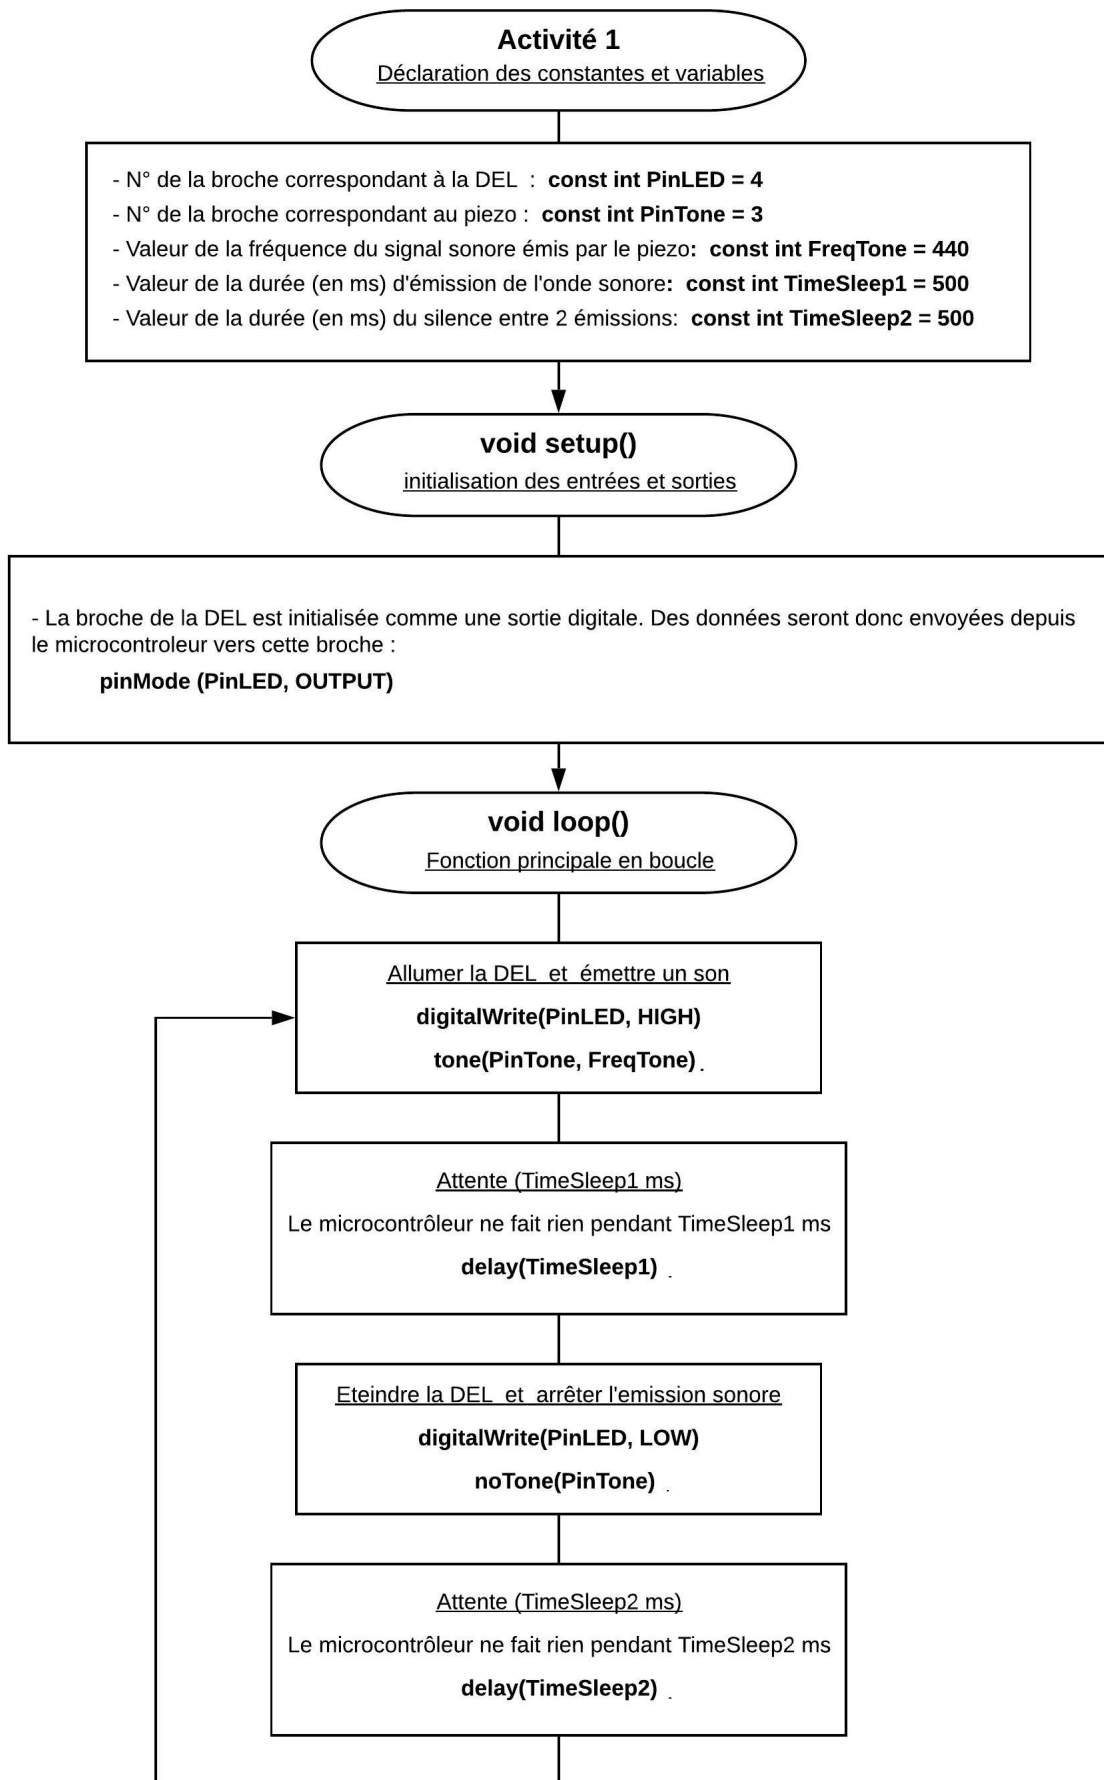 Activité 1
Déclaration des constantes et variables
- N° de la broche correspondant à la DEL : const int PinLED = 4
- N° de la broche correspondant au piezo : const int PinTone = 3
- Valeur de la fréquence du signal sonore émis par le piezo: const int FreqTone = 440
- Valeur de la durée (en ms) d'émission de l'onde sonore: const int TimeSleep1 = 500
- Valeur de la durée (en ms) du silence entre 2 émissions: const int TimeSleep2 = 500
void setup()
initialisation des entrées et sorties
- La broche de la DEL est initialisée comme une sortie digitale. Des données seront donc envoyées depuis
le microcontroleur vers cette broche :
pinMode (PinLED, OUTPUT)
void loop()
Fonction principale en boucle
Allumer la DEL et émettre un son
digitalWrite(PinLED, HIGH)
tone(PinTone, FreqTone) .
Attente (TimeSleep1 ms)
Le microcontrôleur ne fait rien pendant TimeSleep1 ms
delay(TimeSleep1) .
Eteindre la DEL et arrêter l'emission sonore
digitalWrite(PinLED, LOW)
noTone(PinTone) .
Attente (TimeSleep2 ms)
Le microcontrôleur ne fait rien pendant TimeSleep2 ms
delay(TimeSleep2) .